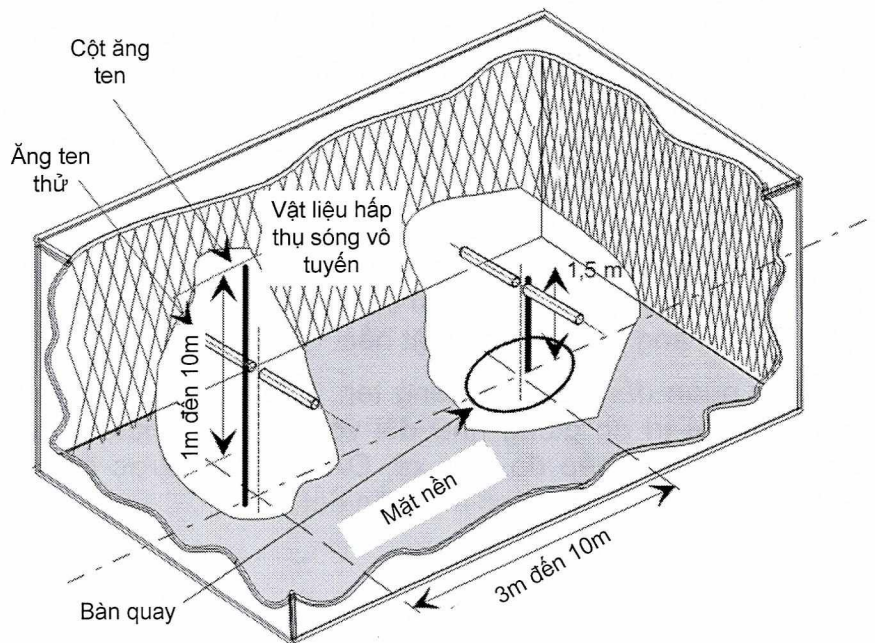 Cột ăng
ten
Ăng ten
thử
Vật liệu hấp
thụ sóng vô
tuyến
1,5 m
1m đến 10m
Mặt nền
3m đến 10m
Bàn quay